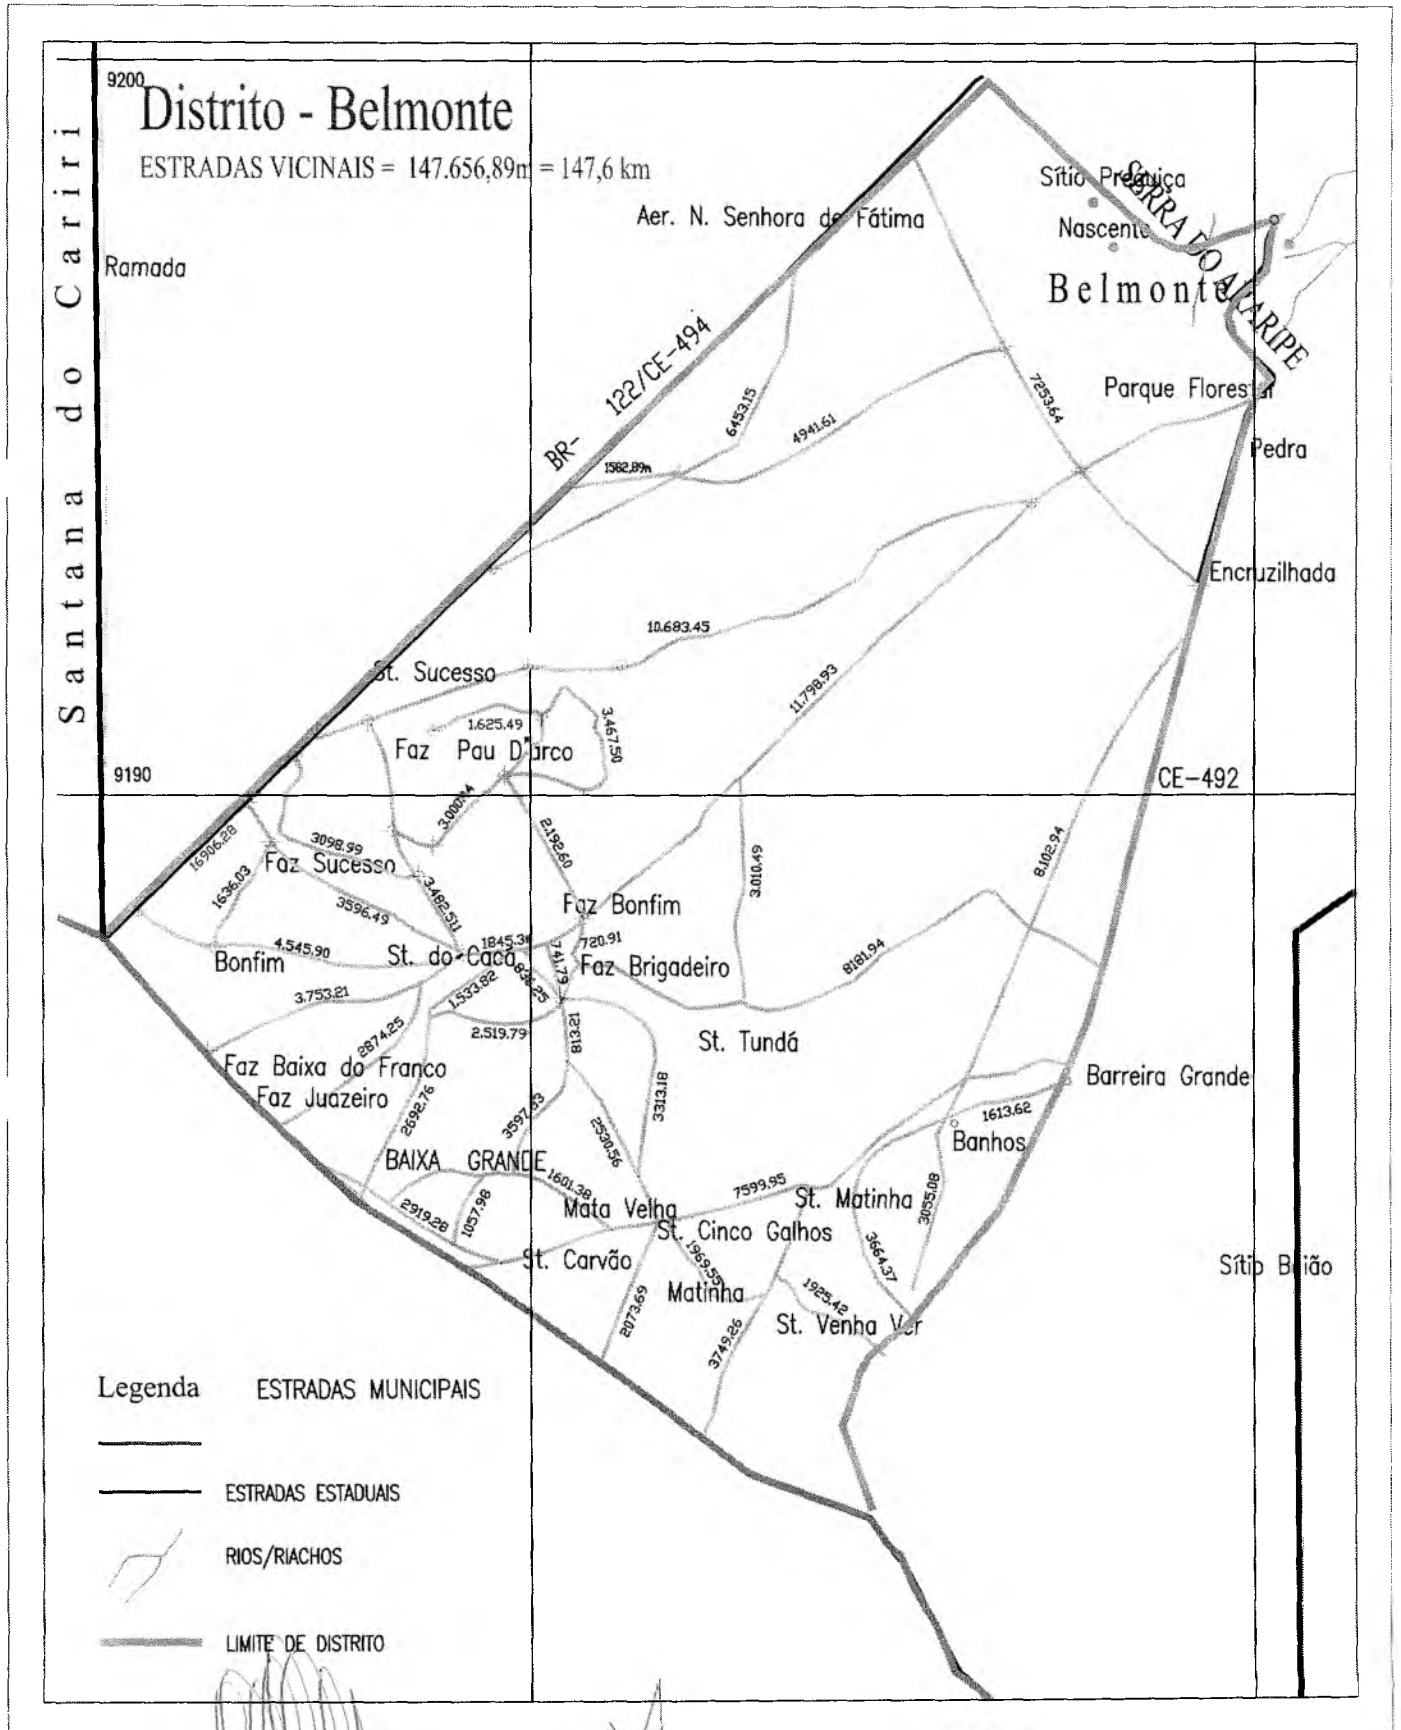 9200
Distrito - Belmonte
ESTRADAS VICINAIS = 147.656,89m = 147,6 km
Santana do Cariri
Ramada
Aer. N. Senhora de Fátima
Sítio Preguiça
SERRA DO ARARIPE
Nascente
Belmonte
BR- 122/CE-494
7253.64
Parque Florestal
6453.15
4941.61
1582,89m
Pedra
Encruzilhada
10.683.45
St. Sucesso
11.798.93
1.625.49
3.467.50
Faz Pau D'arco
9190
CE-492
3.000.94
16906.28
3098.99
2.192.60
8.102.94
Faz Sucesso
1636.03
3.482.511
3.010.49
3596.49
Faz Bonfim
4.545,90
1845.36
720.91
741.79
8181.94
Bonfim
St. do Cacá
Faz Brigadeiro
3.753.21
1.533.82
2.519.79
813.21
2874.25
St. Tundá
Faz Baixa do Franco
Faz Juazeiro
Barreira Grande
2692.76
3313.18
1613.62
2530.56
Banhos
BAIXA GRANDE
1601.38
7599.95
St. Matinha
3055.08
2919.28
1057.98
Mata Velha
St. Cinco Galhos
3664.37
St. Carvão
1969.55
Sítio Baião
Matinha
1925.42
2073.69
St. Venha Ver
3749.26
Legenda
ESTRADAS MUNICIPAIS
ESTRADAS ESTADUAIS
RIOS/RIACHOS
LIMITE DE DISTRITO